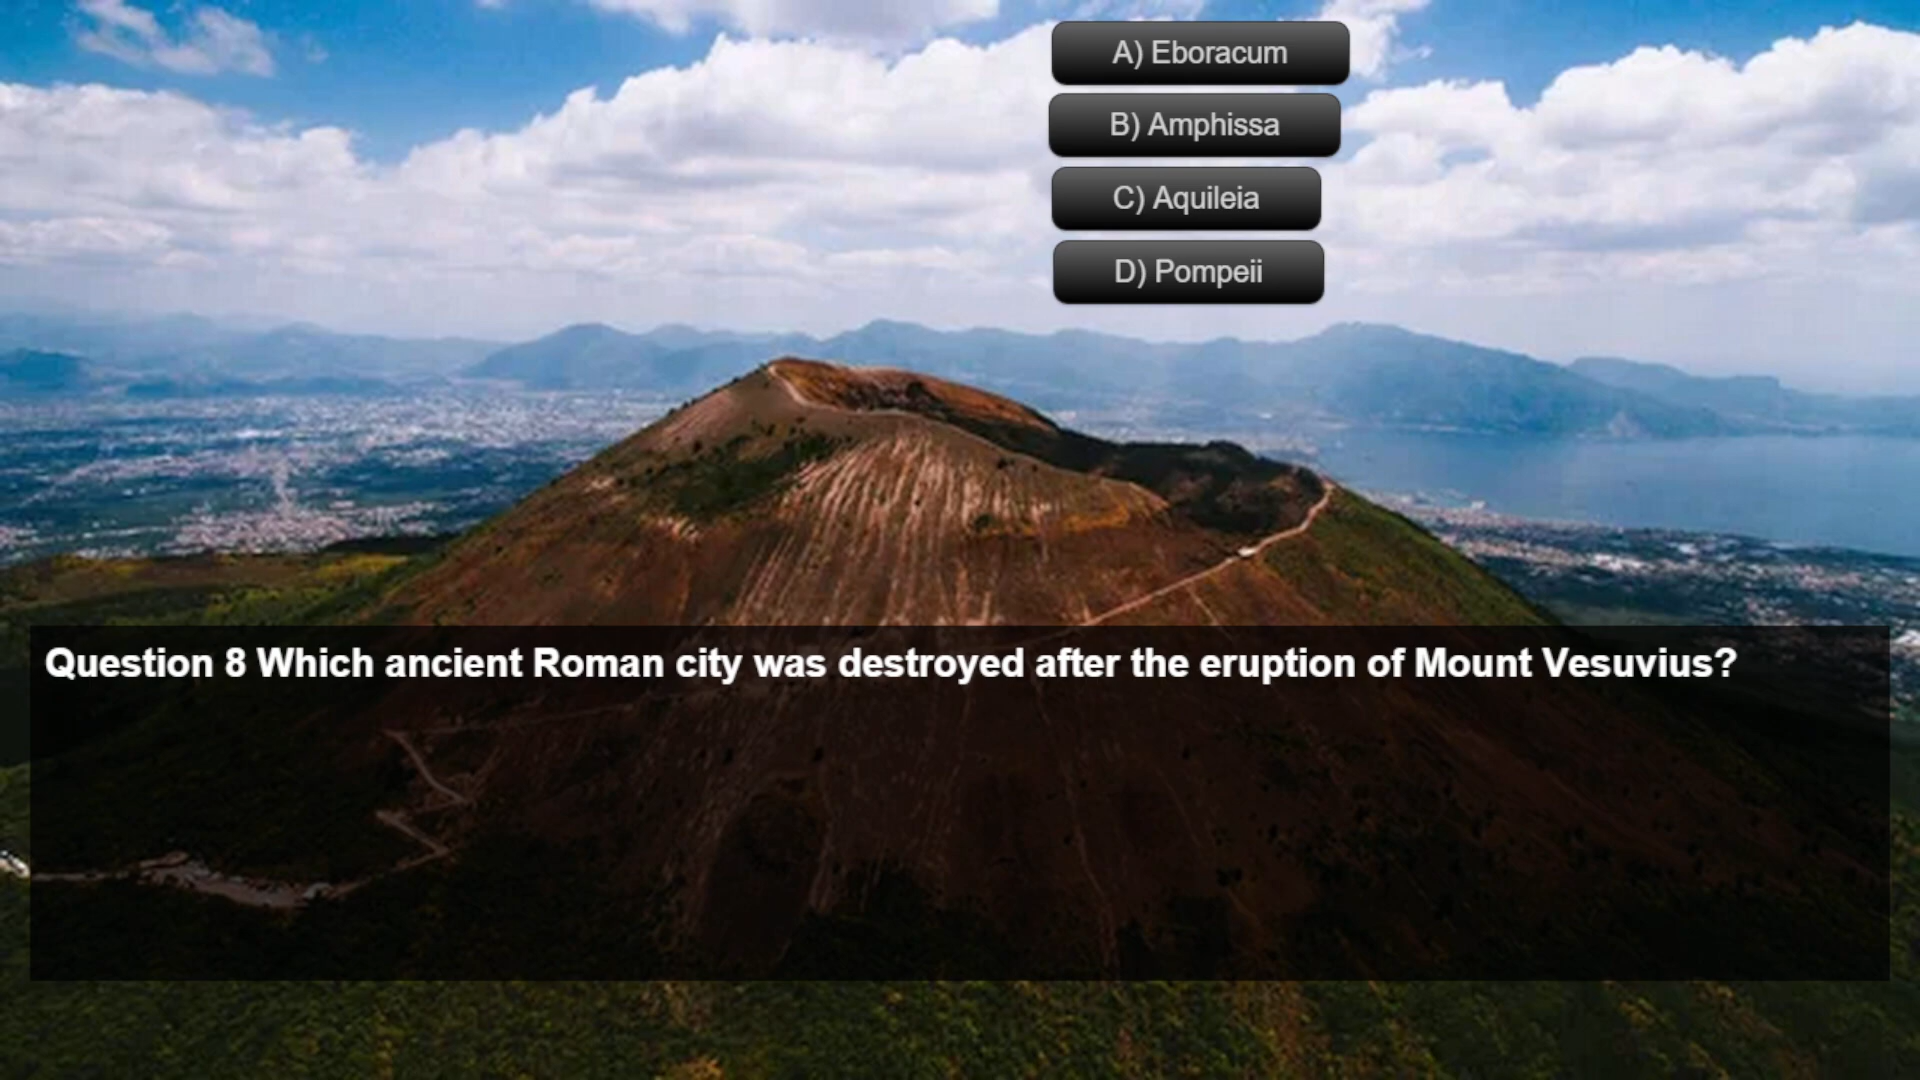 A) Eboracum
B) Amphissa
C) Aquileia
D) Pompeii
Question 8 Which ancient Roman city was destroyed after the eruption of Mount Vesuvius?